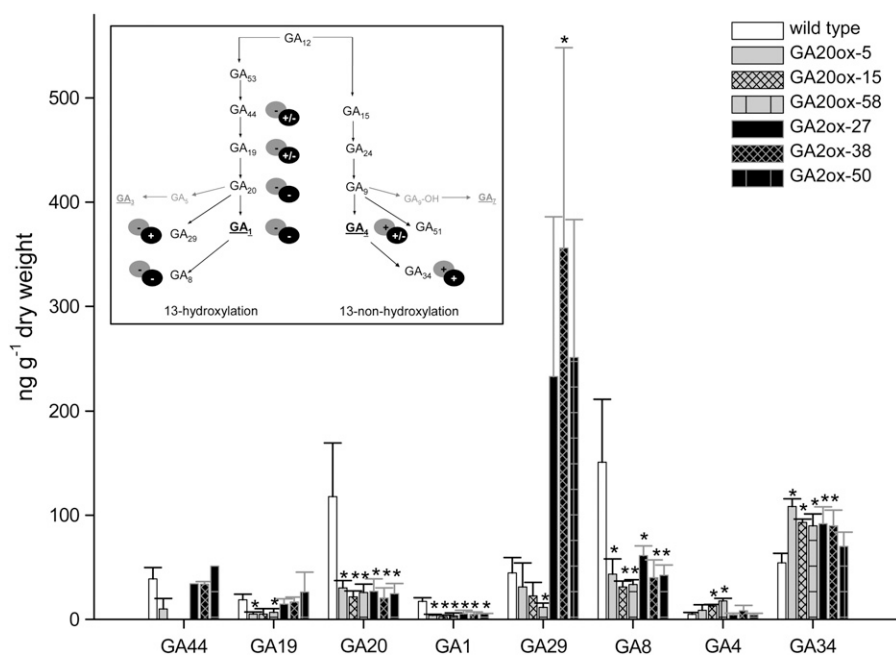 ng g⁻¹ dry weight
500
400
300
200
100
0
GA₁₂
GA₅₃
GA₄₄ - +/- GA₁₅
GA₁₉ - +/- GA₂₄
GA₂₀ - - GA₉
GA₃ GA₅ GA₉-OH GA₇
- + GA₂₉ GA₁ - - GA₄ + +/- GA₅₁
- - GA₈ GA₃₄ + +
13-hydroxylation 13-non-hydroxylation
wild type
GA20ox-5
GA20ox-15
GA20ox-58
GA2ox-27
GA2ox-38
GA2ox-50
*
* *
* * * * * *
* * * * * *
* *
* * * * * *
* *
* * * * *
GA44 GA19 GA20 GA1 GA29 GA8 GA4 GA34